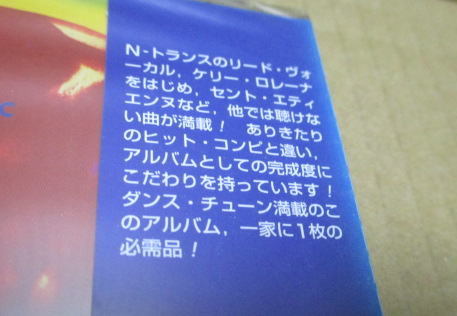 N-トランスのリード・ヴォ
ーカル，ケリー・ロレーナ
をはじめ，セント・エティ
エンヌなど，他では聴けな
い曲が満載！　ありきたり
のヒット・コンピと違い，
アルバムとしての完成度に
こだわりを持っています！
ダンス・チューン満載のこ
のアルバム，一家に1枚の
必需品！
C